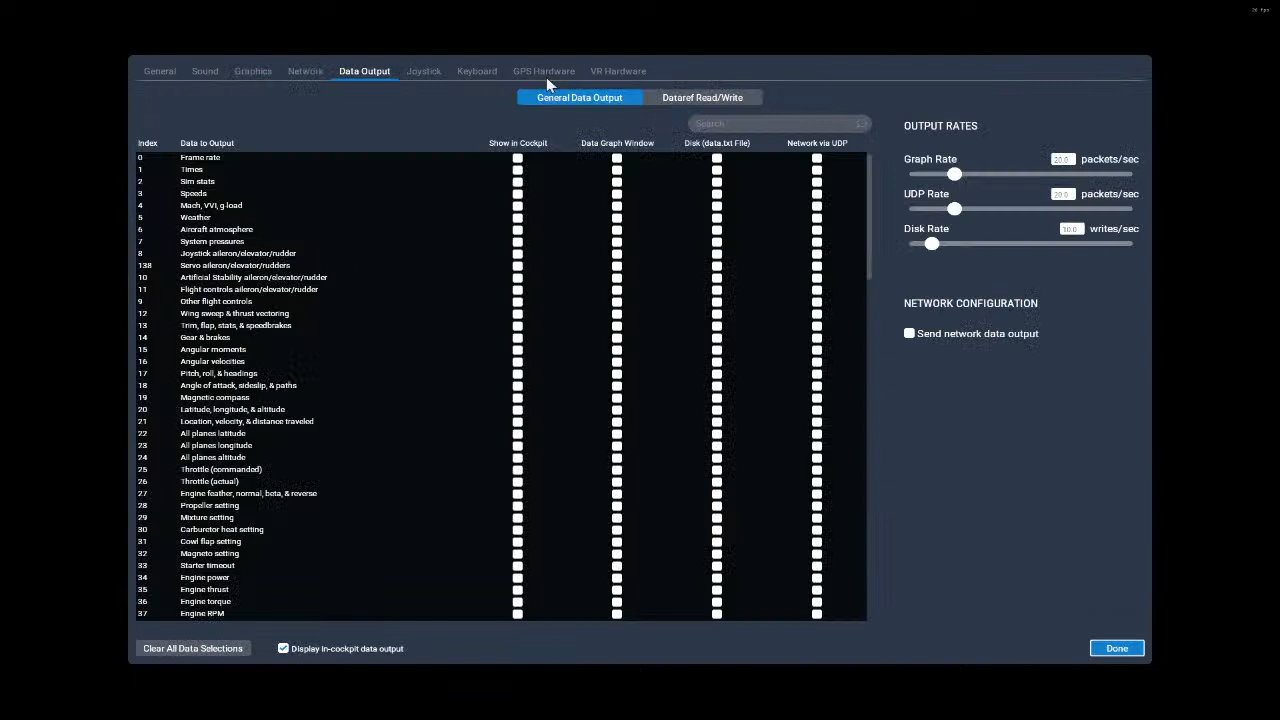 26 fps
General Sound Graphics Network Data Output Joystick Keyboard GPS Hardware VR Hardware
General Data Output Dataref Read/Write
Search
Index Data to Output Show in Cockpit Data Graph Window Disk (data.txt File) Network via UDP
0 Frame rate
1 Times
2 Sim stats
3 Speeds
4 Mach, VVI, g-load
5 Weather
6 Aircraft atmosphere
7 System pressures
8 Joystick aileron/elevator/rudder
138 Servo aileron/elevator/rudders
10 Artificial Stability aileron/elevator/rudder
11 Flight controls aileron/elevator/rudder
9 Other flight controls
12 Wing sweep & thrust vectoring
13 Trim, flap, stats, & speedbrakes
14 Gear & brakes
15 Angular moments
16 Angular velocities
17 Pitch, roll, & headings
18 Angle of attack, sideslip, & paths
19 Magnetic compass
20 Latitude, longitude, & altitude
21 Location, velocity, & distance traveled
22 All planes latitude
23 All planes longitude
24 All planes altitude
25 Throttle (commanded)
26 Throttle (actual)
27 Engine feather, normal, beta, & reverse
28 Propeller setting
29 Mixture setting
30 Carburetor heat setting
31 Cowl flap setting
32 Magneto setting
33 Starter timeout
34 Engine power
35 Engine thrust
36 Engine torque
37 Engine RPM
Clear All Data Selections Display in-cockpit data output
OUTPUT RATES
Graph Rate 20.0 packets/sec
UDP Rate 20.0 packets/sec
Disk Rate 10.0 writes/sec
NETWORK CONFIGURATION
Send network data output
Done